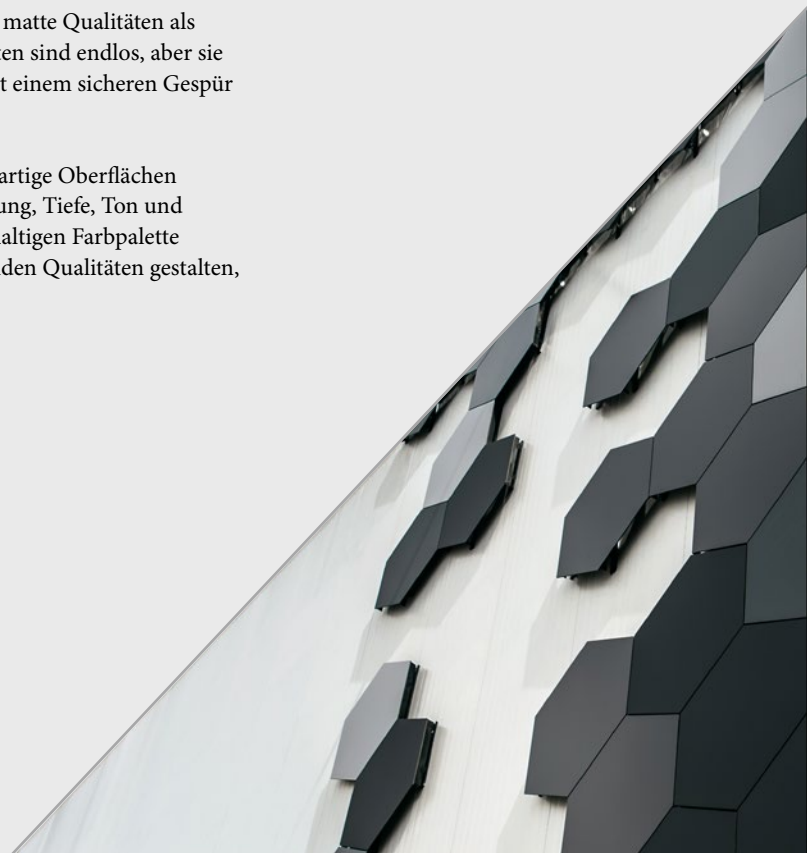 matte Qualitäten als
en sind endlos, aber sie
t einem sicheren Gespür
artige Oberflächen
ung, Tiefe, Ton und
altigen Farbpalette
den Qualitäten gestalten,